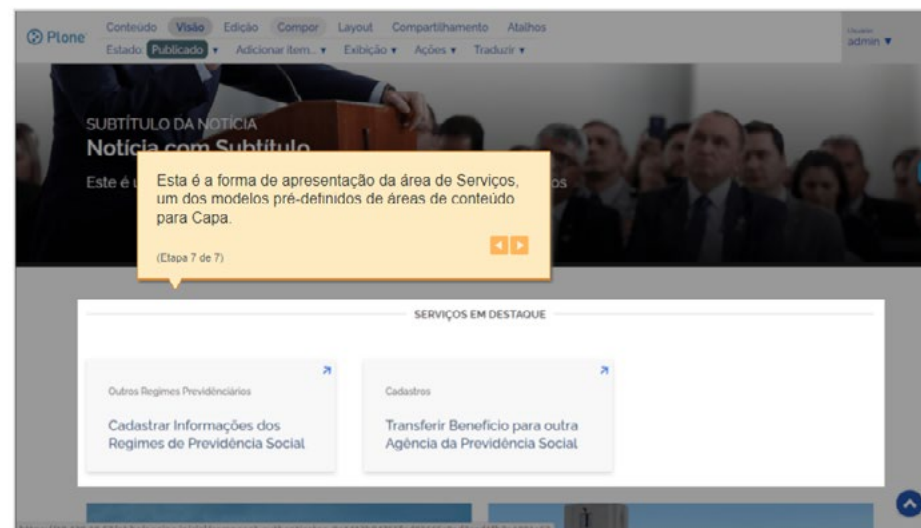 Plone
Conteúdo Visão Edição Compor Layout Compartilhamento Atalhos
Estado: Publicado ▾ Adicionar item... ▾ Exibição ▾ Ações ▾ Traduzir ▾
admin ▾
SUBTÍTULO DA NOTÍCIA
Notícia com Subtítulo
Este é
os
Esta é a forma de apresentação da área de Serviços,
um dos modelos pré-definidos de áreas de conteúdo
para Capa.
(Etapa 7 de 7)
SERVIÇOS EM DESTAQUE
Outros Regimes Previdênciários
Cadastrar Informações dos
Regimes de Previdência Social
Cadastros
Transferir Benefício para outra
Agência da Previdência Social